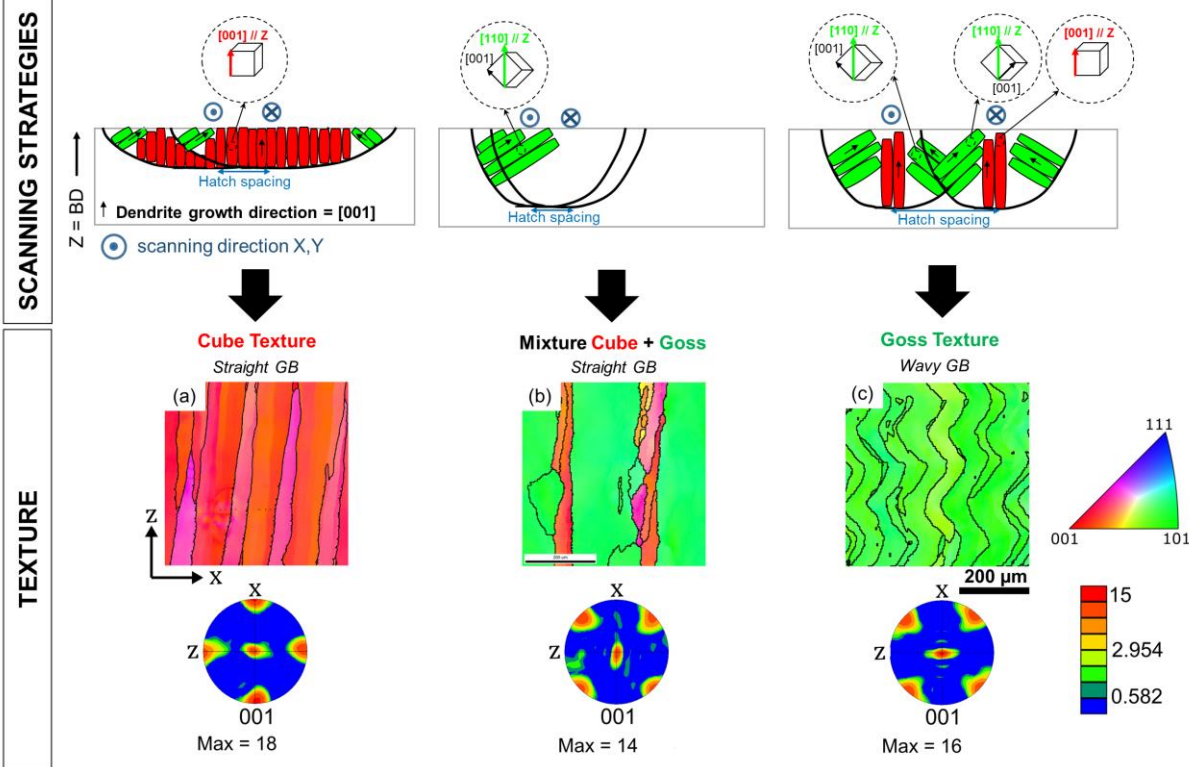 SCANNING STRATEGIES
[001] // Z
[110] // Z
[001]
[110] // Z
[001]
[110] // Z
[001]
[001] // Z
Z = BD
Hatch spacing
Hatch spacing
Hatch spacing
Dendrite growth direction = [001]
scanning direction X,Y
TEXTURE
Cube Texture
Straight GB
Mixture Cube + Goss
Straight GB
Goss Texture
Wavy GB
(a)
(b)
(c)
Z
X
200 µm
111
001
101
X
Z
001
Max = 18
X
Z
001
Max = 14
X
Z
001
Max = 16
15
2.954
0.582